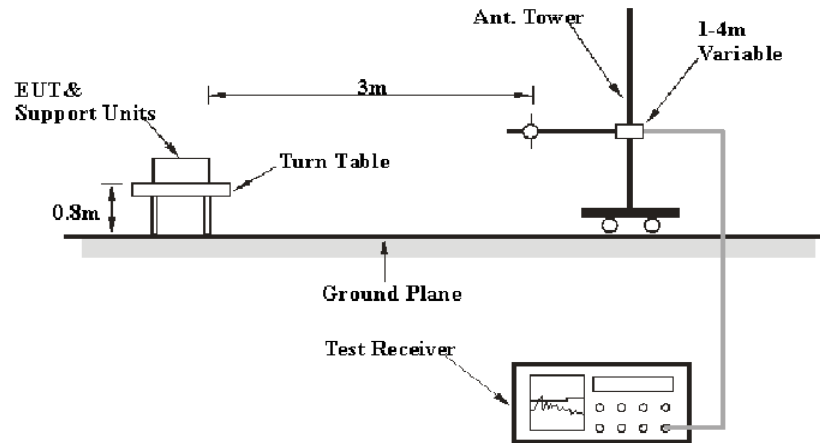 Ant. Tower
1-4m
Variable
EUT&
Support Units
3m
Turn Table
0.8m
Ground Plane
Test Receiver